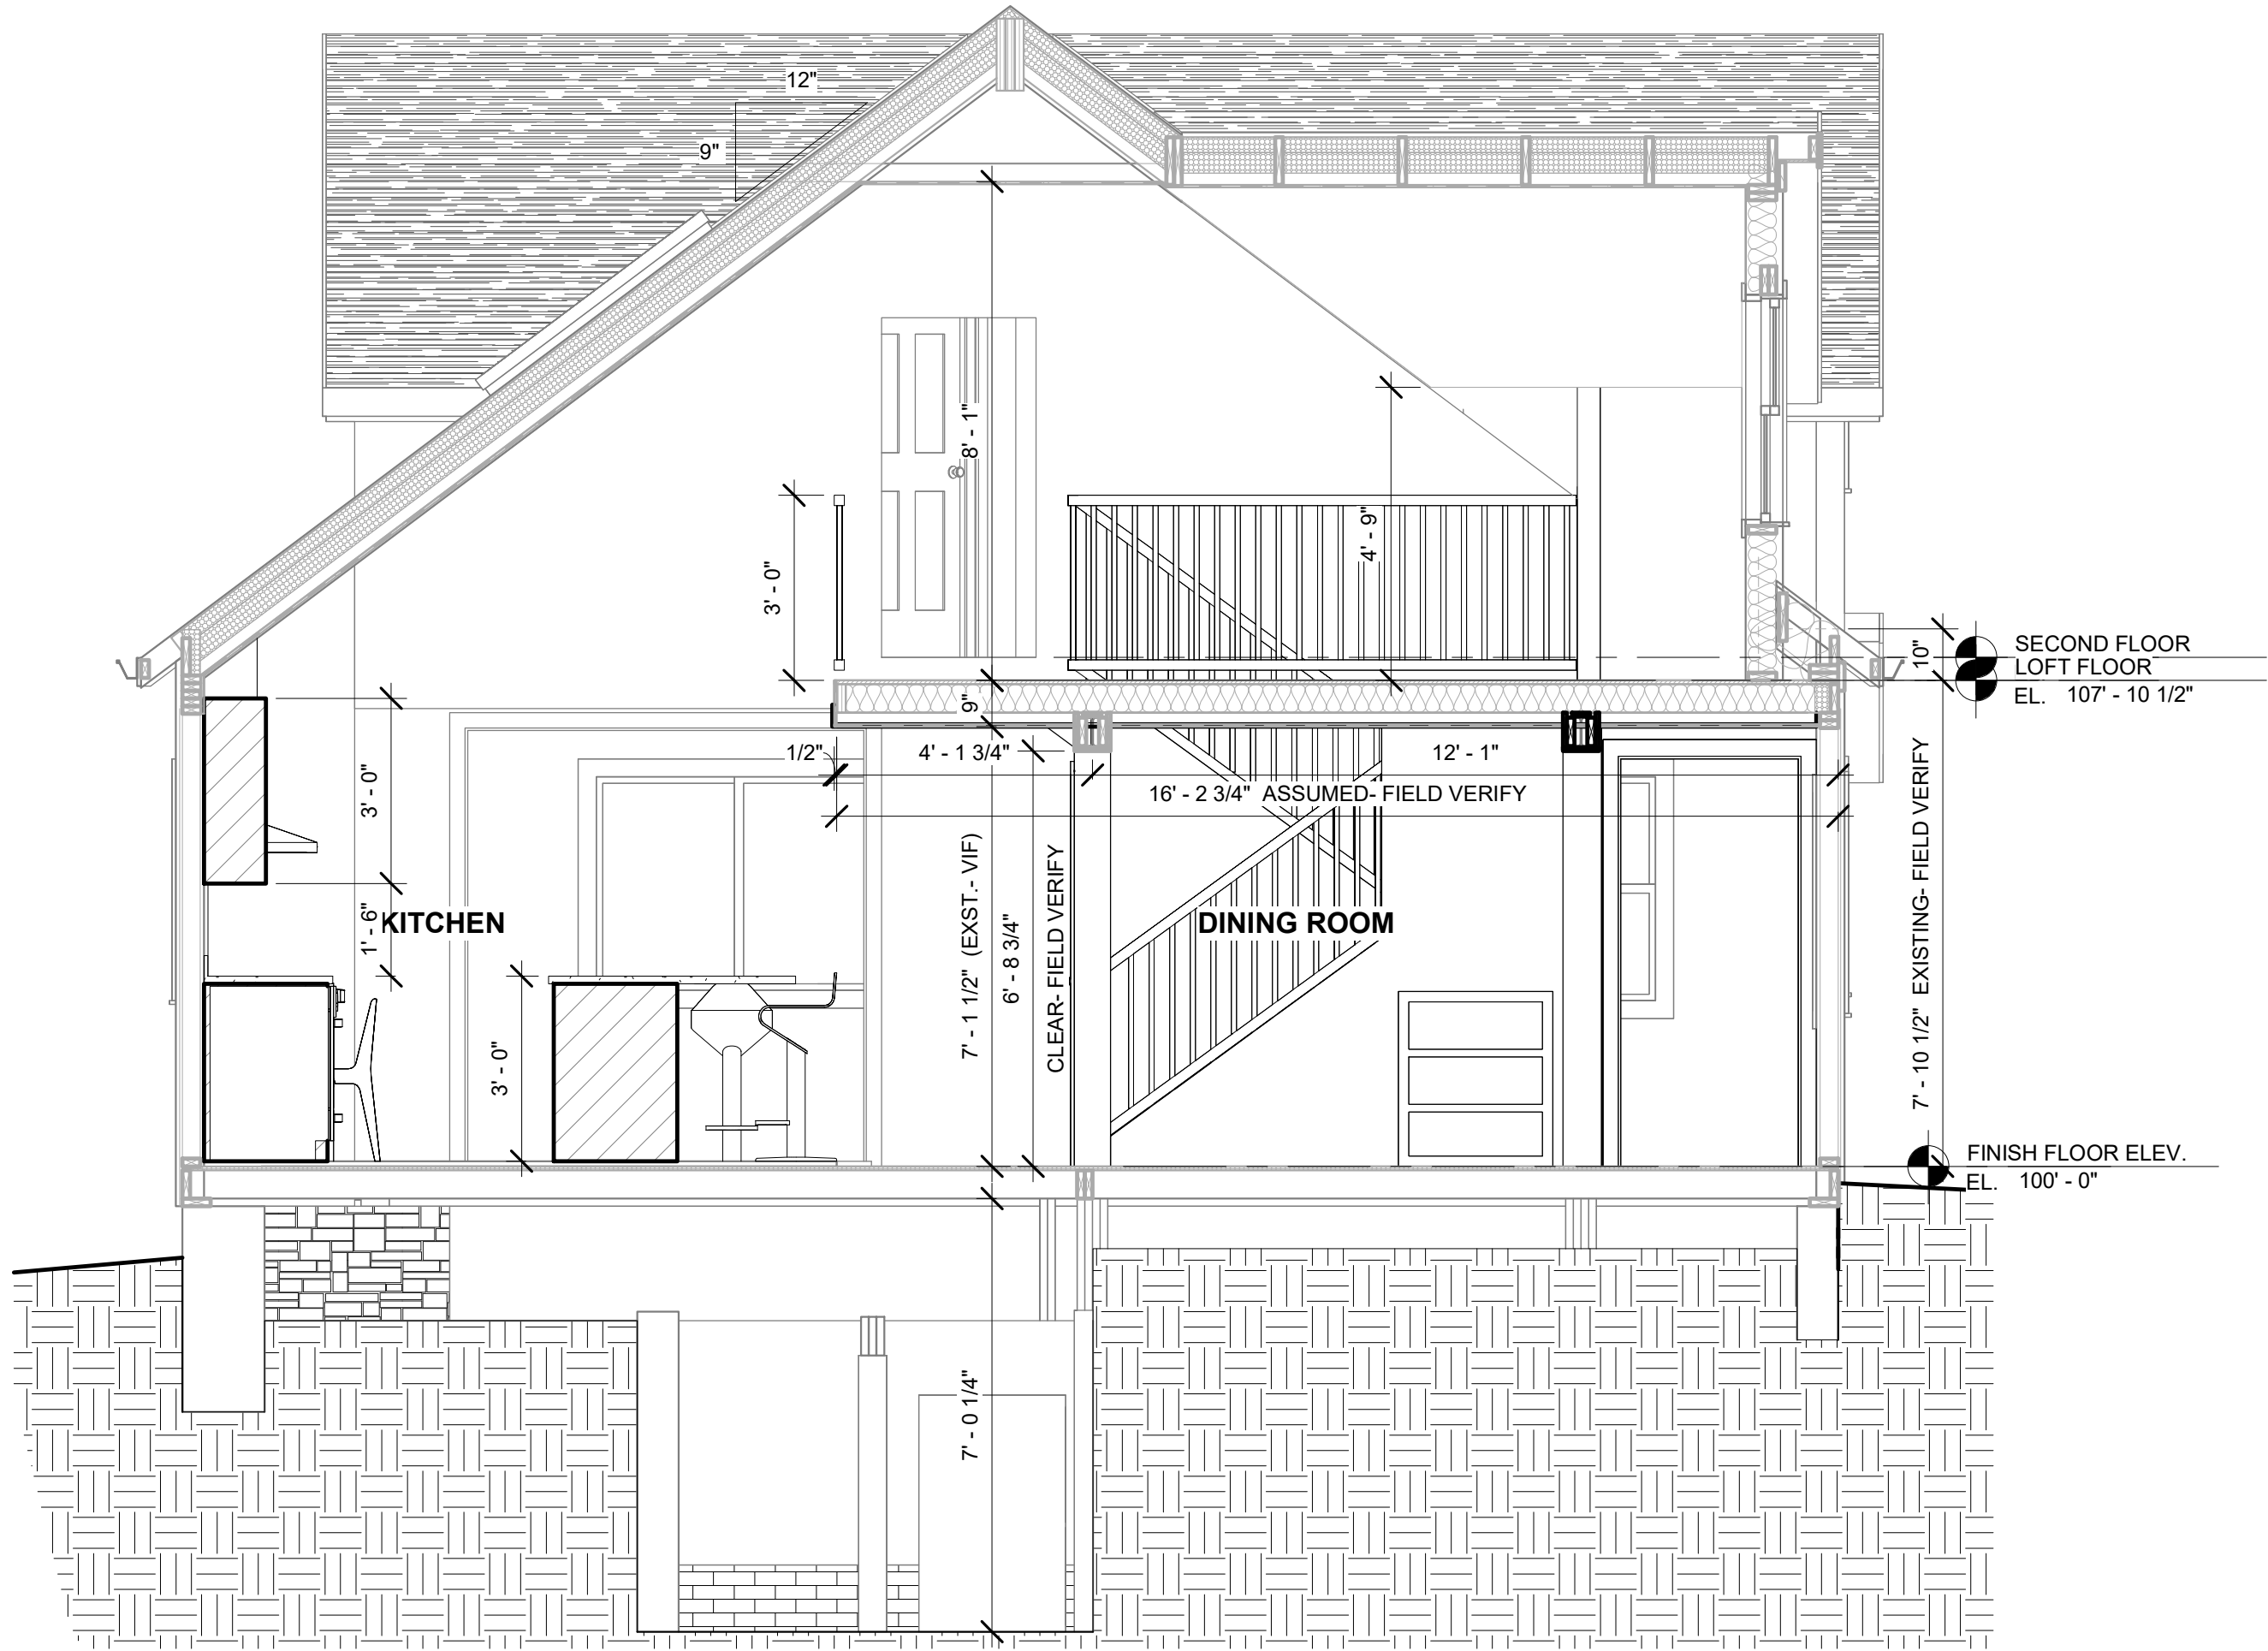 12"
9"
8' - 1"
3' - 0"
4' - 9"
10"
SECOND FLOOR
LOFT FLOOR
EL. 107' - 10 1/2"
9"
1/2"
4' - 1 3/4"
12' - 1"
16' - 2 3/4" ASSUMED- FIELD VERIFY
3' - 0"
1' - 6"
KITCHEN
3' - 0"
7' - 1 1/2" (EXST.- VIF)
6' - 8 3/4"
CLEAR- FIELD VERIFY
DINING ROOM
7' - 10 1/2" EXISTING- FIELD VERIFY
FINISH FLOOR ELEV.
EL. 100' - 0"
7' - 0 1/4"